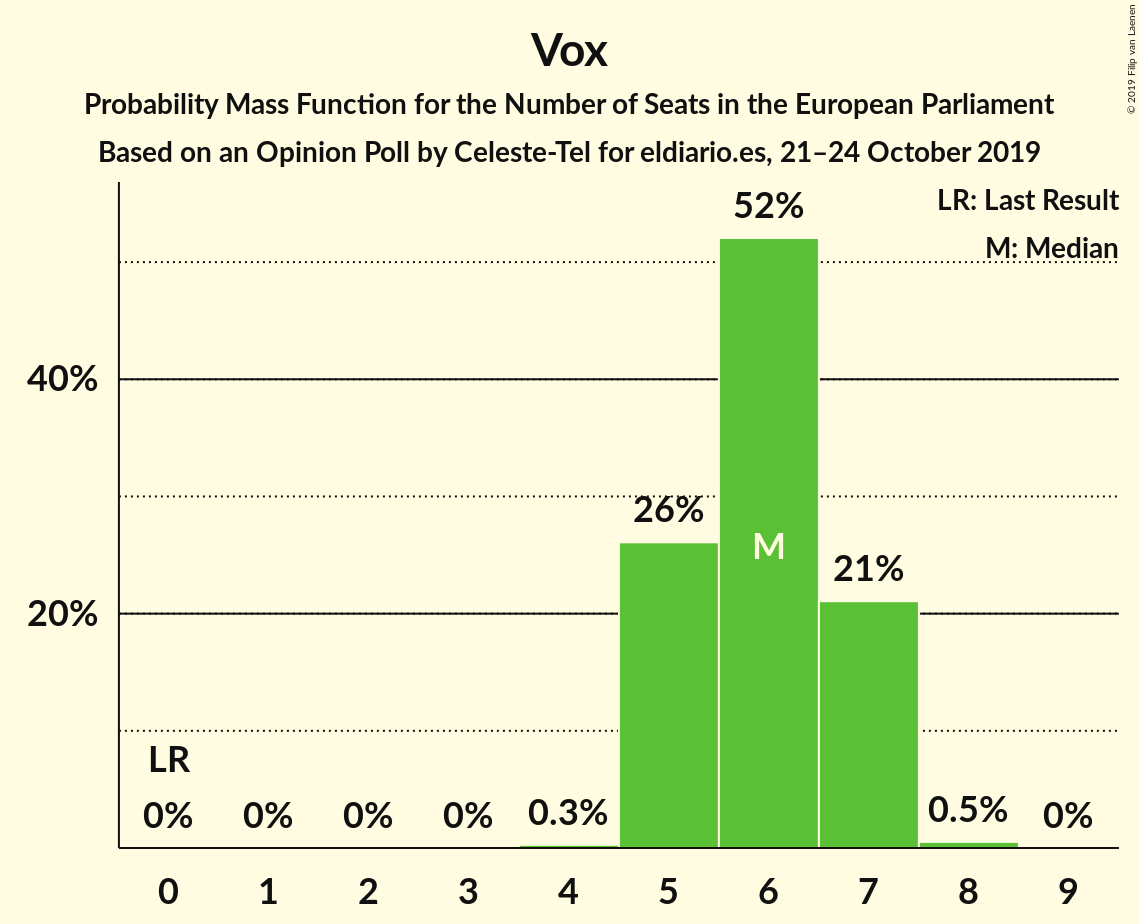 Vox
Probability Mass Function for the Number of Seats in the European Parliament
Based on an Opinion Poll by Celeste-Tel for eldiario.es, 21–24 October 2019
© 2019 Filip van Laenen
LR: Last Result
M: Median
52%
40%
26%
M
21%
20%
LR
0% 0% 0% 0% 0.3% 0.5% 0%
0 1 2 3 4 5 6 7 8 9